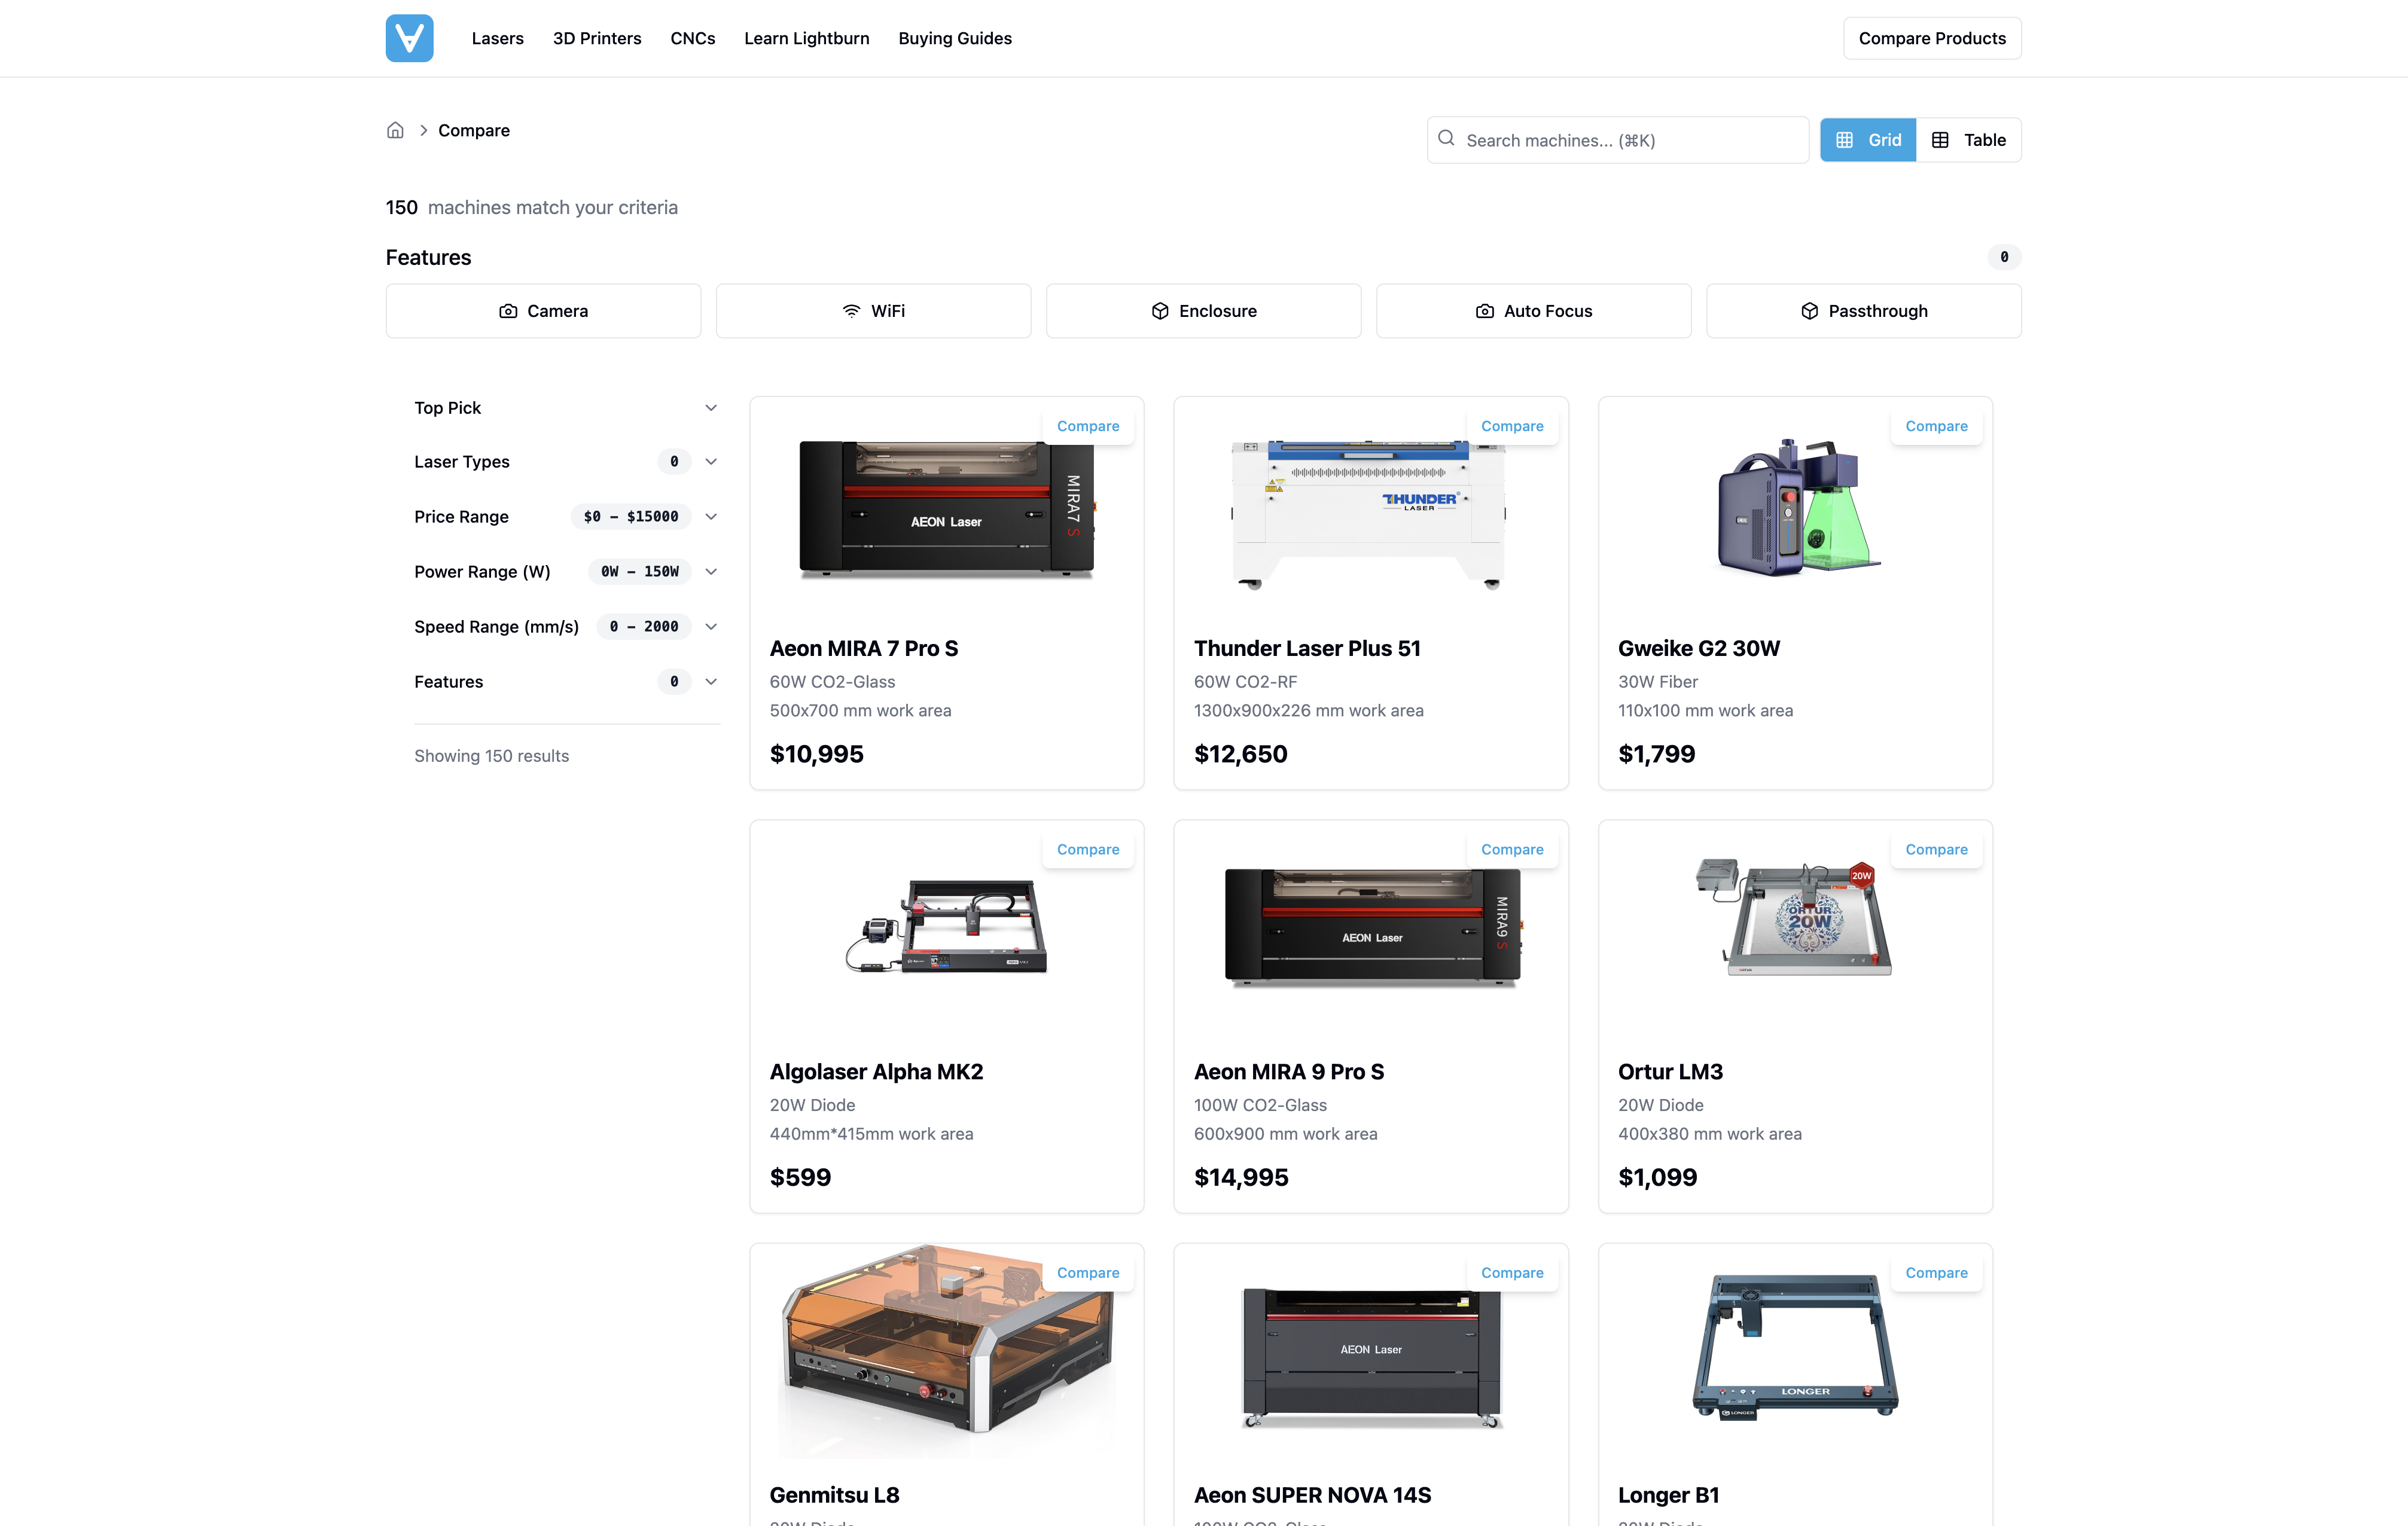 Lasers 3D Printers CNCs Learn Lightburn Buying Guides Compare Products
Compare
Search machines... (⌘K)
Grid Table
150 machines match your criteria
Features 0
Camera WiFi Enclosure Auto Focus Passthrough
Top Pick
Laser Types 0
Price Range $0 – $15000
Power Range (W) 0W – 150W
Speed Range (mm/s) 0 – 2000
Features 0
Showing 150 results
Compare
MIRA7 S
AEON Laser
Aeon MIRA 7 Pro S
60W CO2-Glass
500x700 mm work area
$10,995
Compare
THUNDER®
LASER
Thunder Laser Plus 51
60W CO2-RF
1300x900x226 mm work area
$12,650
Compare
Gweike G2 30W
30W Fiber
110x100 mm work area
$1,799
Compare
Algolaser Alpha MK2
20W Diode
440mm*415mm work area
$599
Compare
MIRA9 S
AEON Laser
Aeon MIRA 9 Pro S
100W CO2-Glass
600x900 mm work area
$14,995
Compare
20W
ORTUR
20W
Ortur LM3
20W Diode
400x380 mm work area
$1,099
Compare
Genmitsu L8
Compare
AEON Laser
Aeon SUPER NOVA 14S
100W CO2-Glass
Compare
LONGER
LONGER
Longer B1
20W Diode